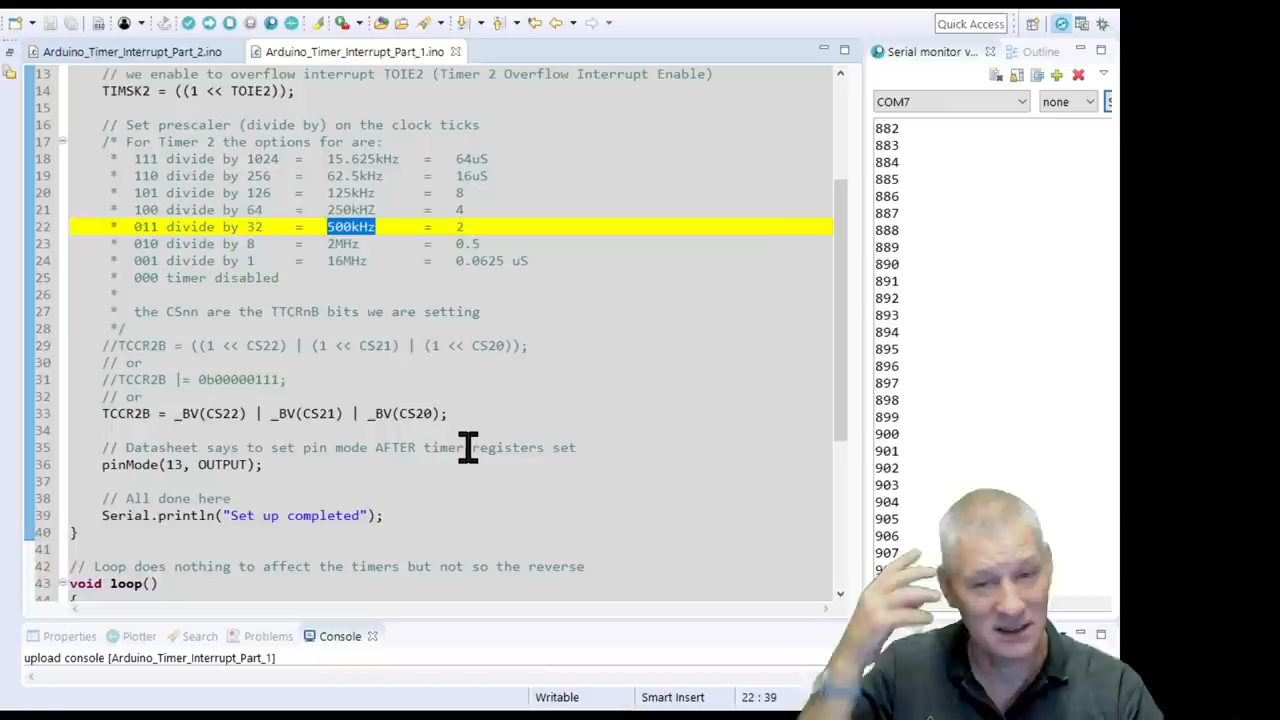 Quick Access
Arduino_Timer_Interrupt_Part_2.ino
Arduino_Timer_Interrupt_Part_1.ino
Serial monitor v...
Outline
13 // we enable to overflow interrupt TOIE2 (Timer 2 Overflow Interrupt Enable)
14 TIMSK2 = ((1 << TOIE2));
15
16 // Set prescaler (divide by) on the clock ticks
17 /* For Timer 2 the options for are:
18 * 111 divide by 1024 = 15.625kHz = 64uS
19 * 110 divide by 256 = 62.5kHz = 16uS
20 * 101 divide by 126 = 125kHz = 8
21 * 100 divide by 64 = 250kHZ = 4
22 * 011 divide by 32 = 500kHz = 2
23 * 010 divide by 8 = 2MHz = 0.5
24 * 001 divide by 1 = 16MHz = 0.0625 uS
25 * 000 timer disabled
26 *
27 * the CSnn are the TTCRnB bits we are setting
28 */
29 //TCCR2B = ((1 << CS22) | (1 << CS21) | (1 << CS20));
30 // or
31 //TCCR2B |= 0b00000111;
32 // or
33 TCCR2B = _BV(CS22) | _BV(CS21) | _BV(CS20);
34
35 // Datasheet says to set pin mode AFTER timer registers set
36 pinMode(13, OUTPUT);
37
38 // All done here
39 Serial.println("Set up completed");
40 }
41
42 // Loop does nothing to affect the timers but not so the reverse
43 void loop()
44 {
COM7
none
882
883
884
885
886
887
888
889
890
891
892
893
894
895
896
897
898
899
900
901
902
903
904
905
906
907
Properties
Plotter
Search
Problems
Console
upload console [Arduino_Timer_Interrupt_Part_1]
Writable
Smart Insert
22 : 39